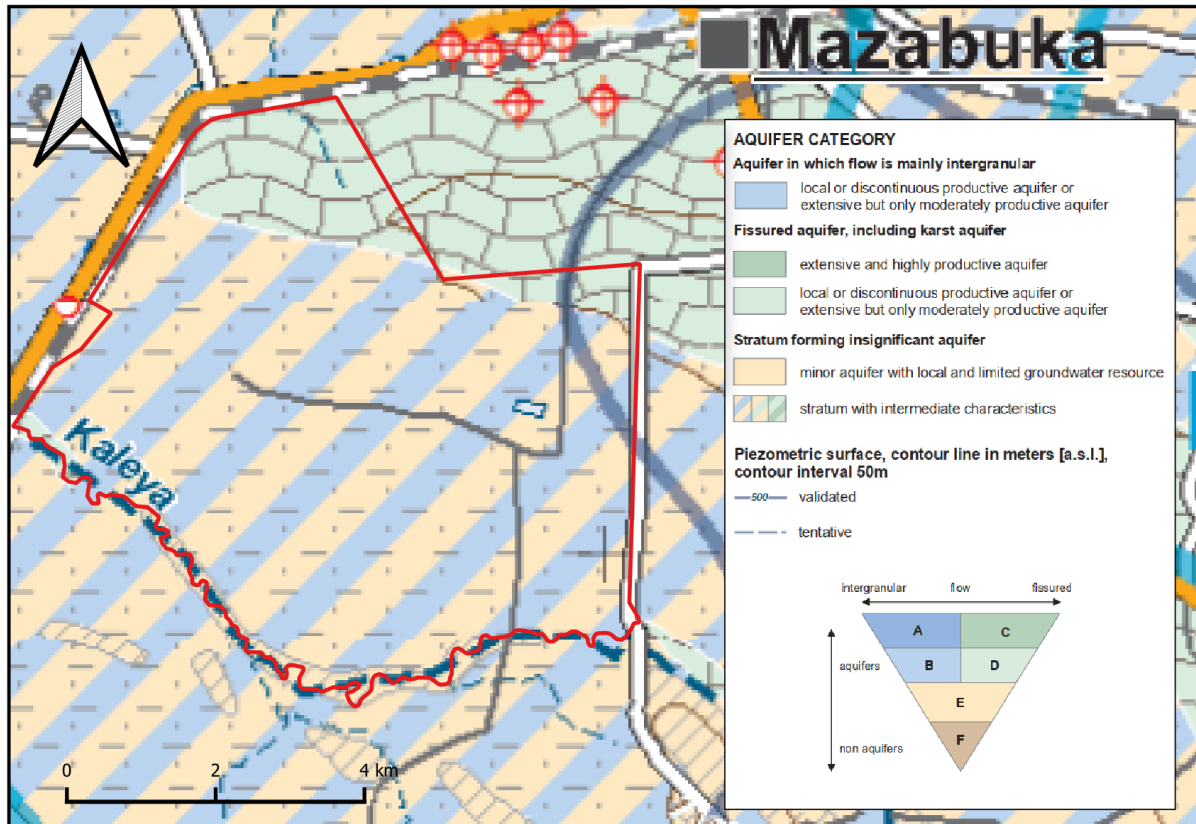 Mazabuka
AQUIFER CATEGORY
Aquifer in which flow is mainly intergranular
local or discontinuous productive aquifer or
extensive but only moderately productive aquifer
Fissured aquifer, including karst aquifer
extensive and highly productive aquifer
local or discontinuous productive aquifer or
extensive but only moderately productive aquifer
Stratum forming insignificant aquifer
minor aquifer with local and limited groundwater resource
stratum with intermediate characteristics
Kaleya
Piezometric surface, contour line in meters [a.s.l.],
contour interval 50m
500 validated
tentative
intergranular flow fissured
A C
aquifers B D
E
F
non aquifers
0 2 4 km